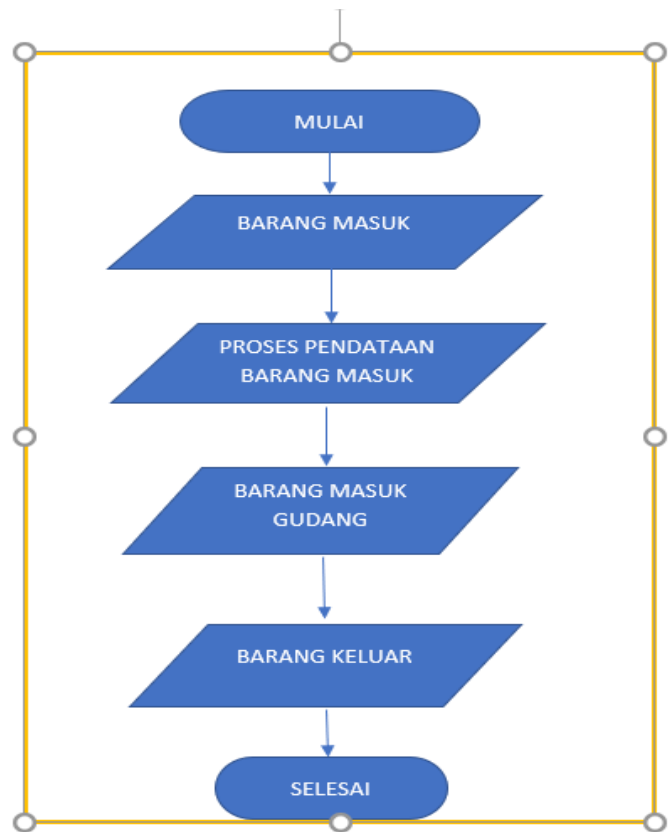 MULAI
BARANG MASUK
PROSES PENDATAAN
BARANG MASUK
BARANG MASUK
GUDANG
BARANG KELUAR
SELESAI